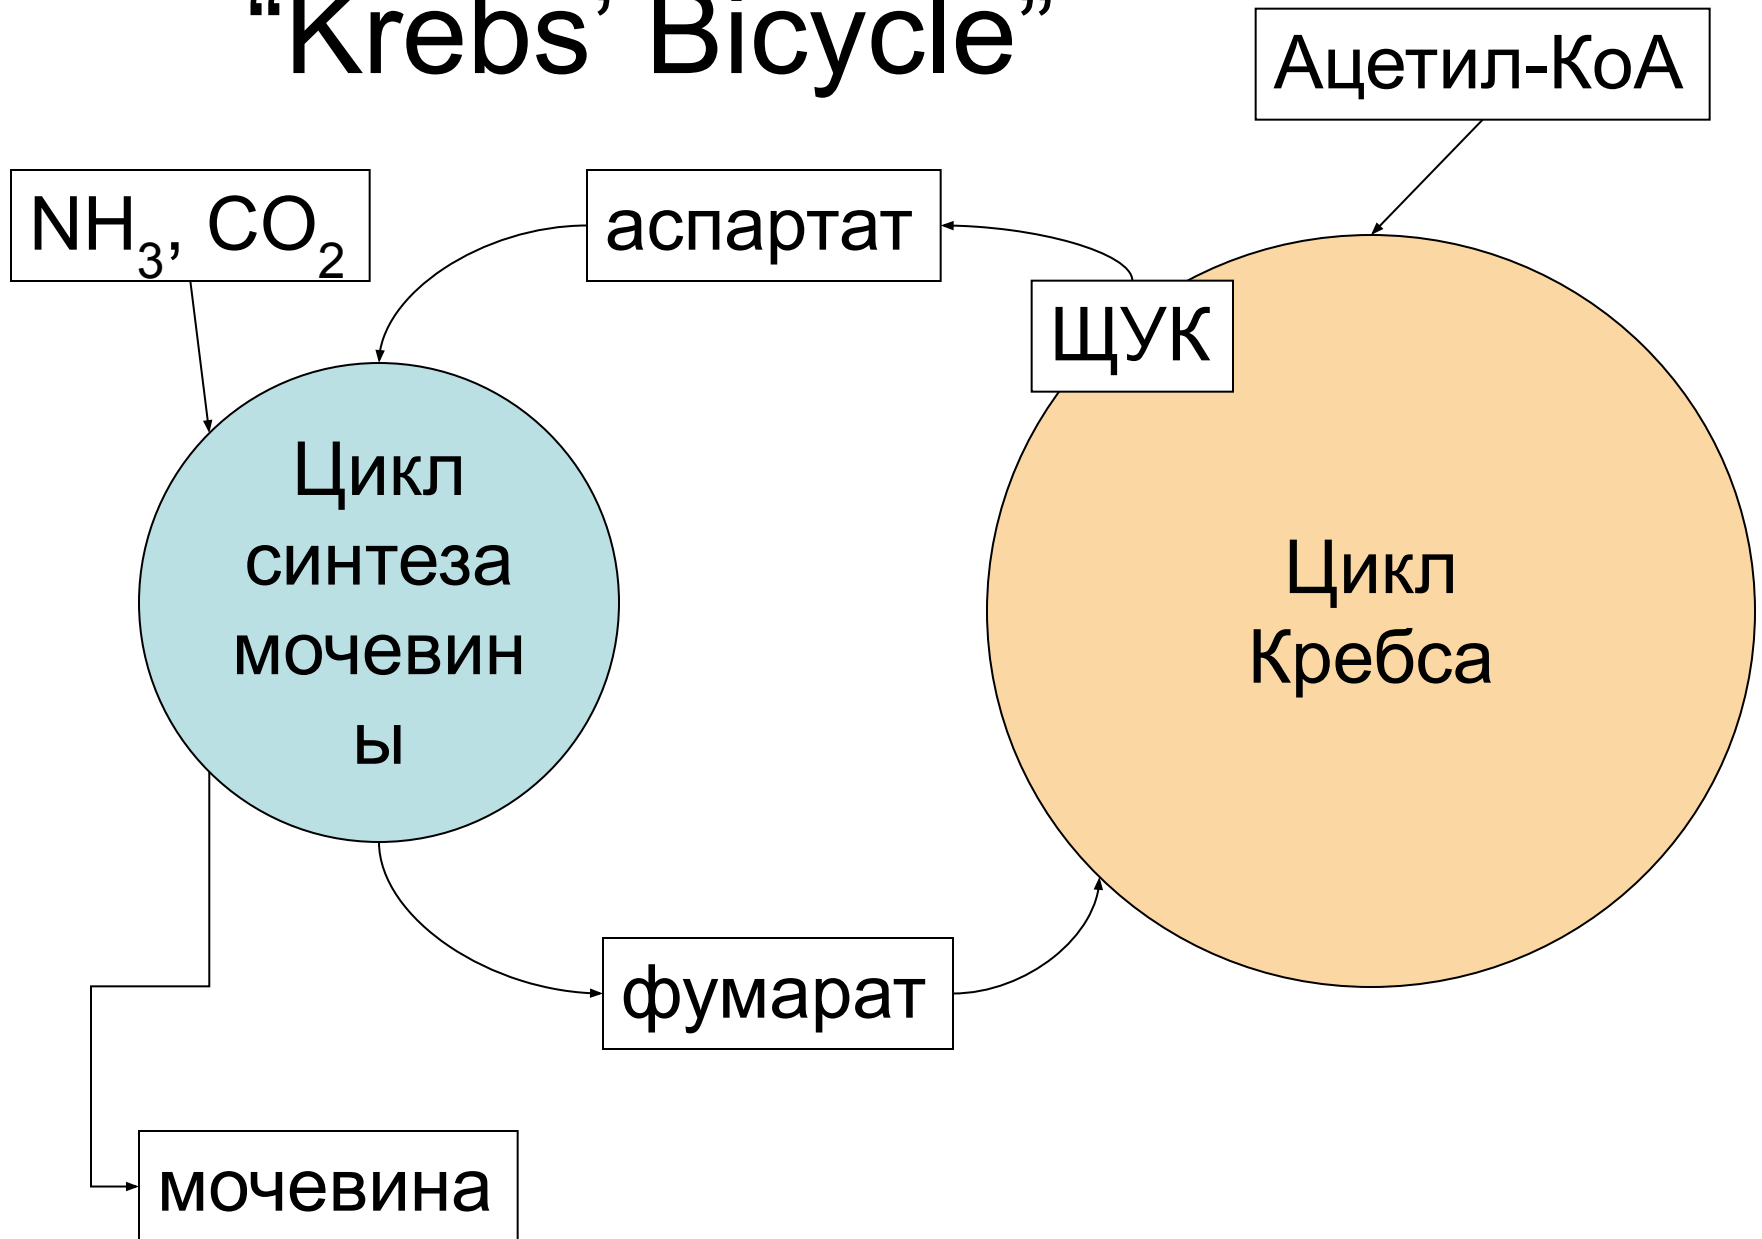 “Krebs’ Bicycle”
Ацетил-КоА
NH3, CO2
аспартат
ЩУК
Цикл
синтеза
мочевин
ы
Цикл
Кребса
фумарат
мочевина